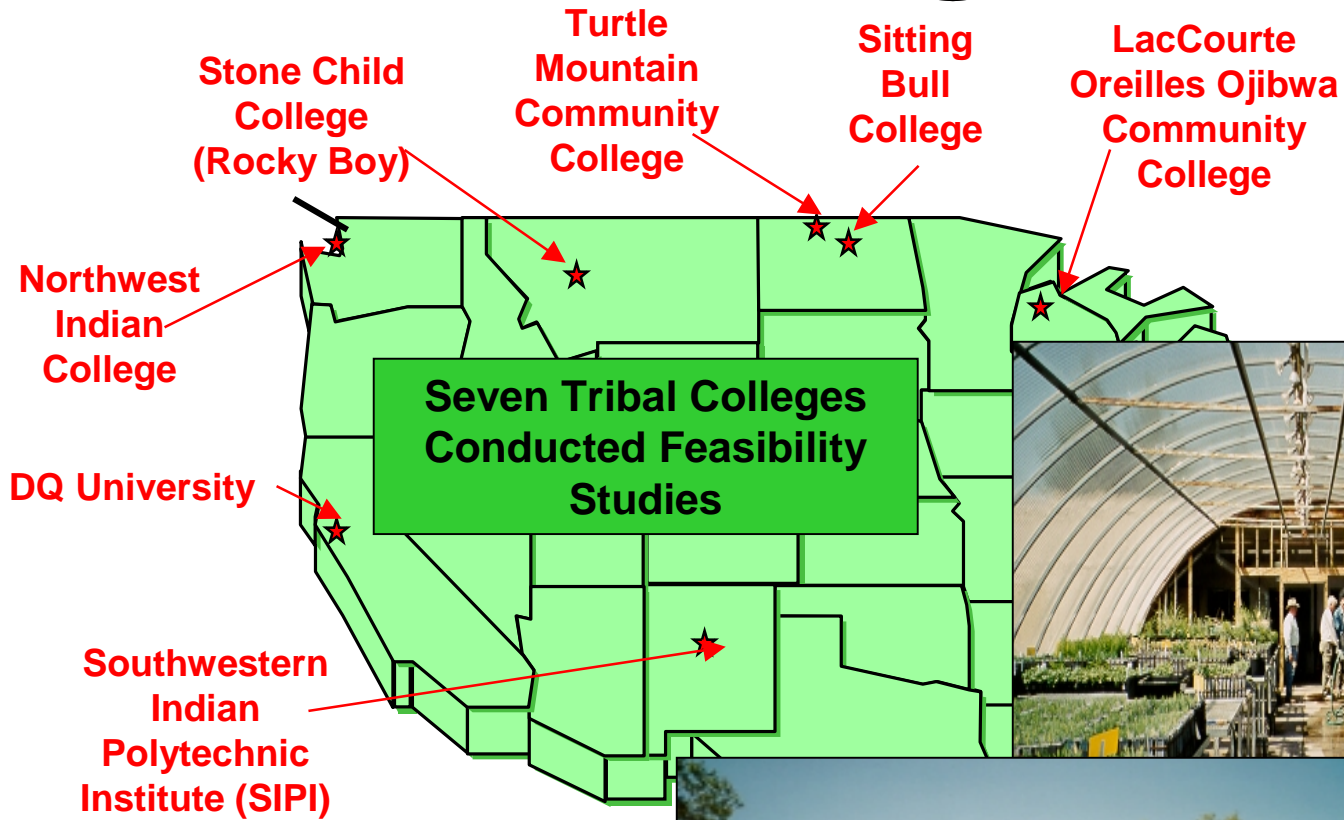 Turtle
Mountain
Community
College
Sitting
Bull
College
LacCourte
Oreilles Ojibwa
Community
College
Stone Child
College
(Rocky Boy)
Northwest
Indian
College
Seven Tribal Colleges
Conducted Feasibility
Studies
DQ University
Southwestern
Indian
Polytechnic
Institute (SIPI)